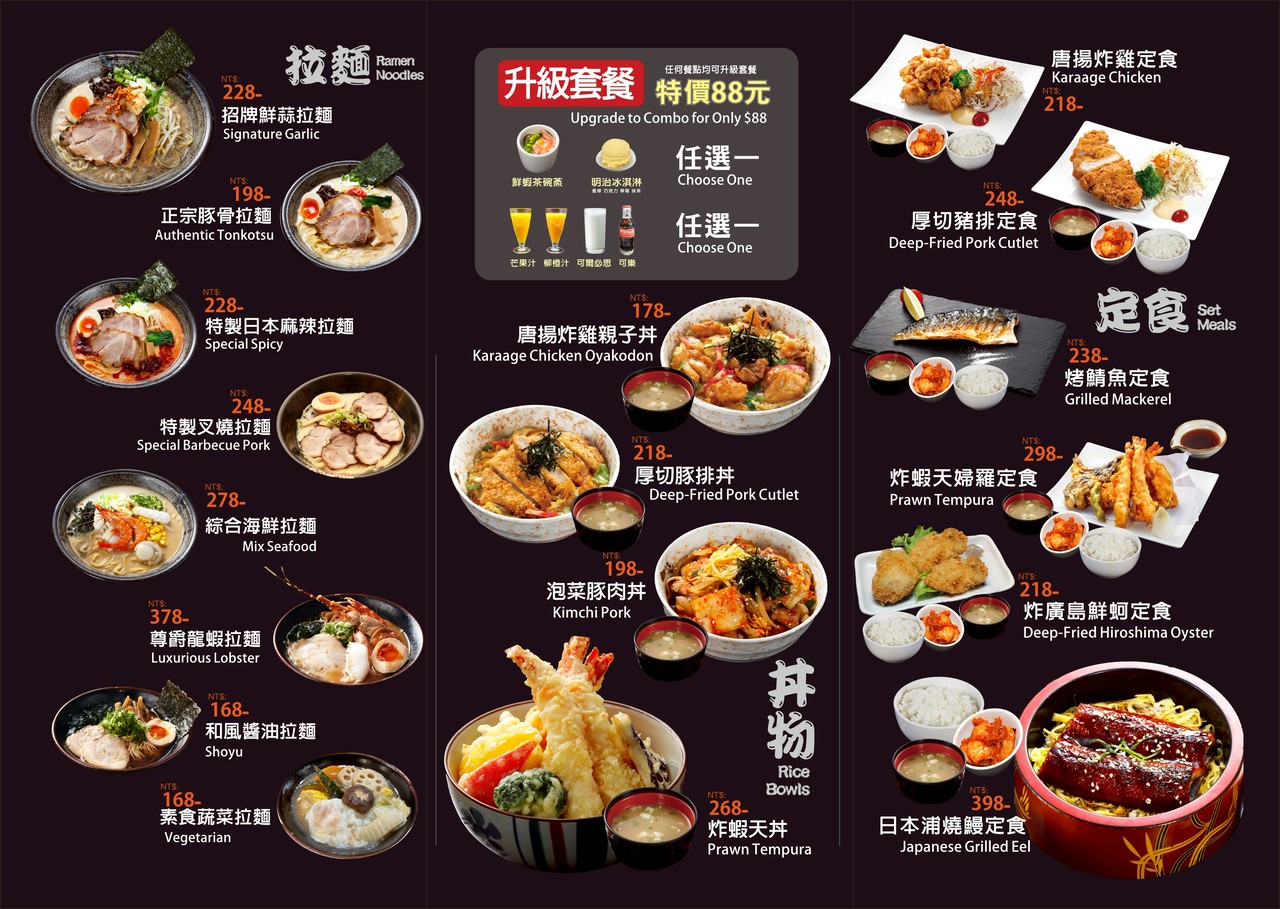 拉麵
Ramen
Noodles
NT$:
228-
招牌鮮蒜拉麵
Signature Garlic
NT$:
198-
正宗豚骨拉麵
Authentic Tonkotsu
NT$:
228-
特製日本麻辣拉麵
Special Spicy
NT$:
248-
特製叉燒拉麵
Special Barbecue Pork
NT$:
278-
綜合海鮮拉麵
Mix Seafood
NT$:
378-
尊爵龍蝦拉麵
Luxurious Lobster
NT$:
168-
和風醬油拉麵
Shoyu
NT$:
168-
素食蔬菜拉麵
Vegetarian
升級套餐
任何餐點均可升級套餐
特價88元
Upgrade to Combo for Only $88
鮮蝦茶碗蒸
明治冰淇淋
任選一
Choose One
芒果汁 柳橙汁 可爾必思 可樂
任選一
Choose One
NT$:
178-
唐揚炸雞親子丼
Karaage Chicken Oyakodon
NT$:
218-
厚切豚排丼
Deep-Fried Pork Cutlet
NT$:
198-
泡菜豚肉丼
Kimchi Pork
丼物
Rice
Bowls
NT$:
268-
炸蝦天丼
Prawn Tempura
唐揚炸雞定食
Karaage Chicken
NT$:
218-
NT$:
248-
厚切豬排定食
Deep-Fried Pork Cutlet
定食
Set
Meals
NT$:
238-
烤鯖魚定食
Grilled Mackerel
NT$:
298-
炸蝦天婦羅定食
Prawn Tempura
NT$:
218-
炸廣島鮮蚵定食
Deep-Fried Hiroshima Oyster
NT$:
398-
日本浦燒鰻定食
Japanese Grilled Eel